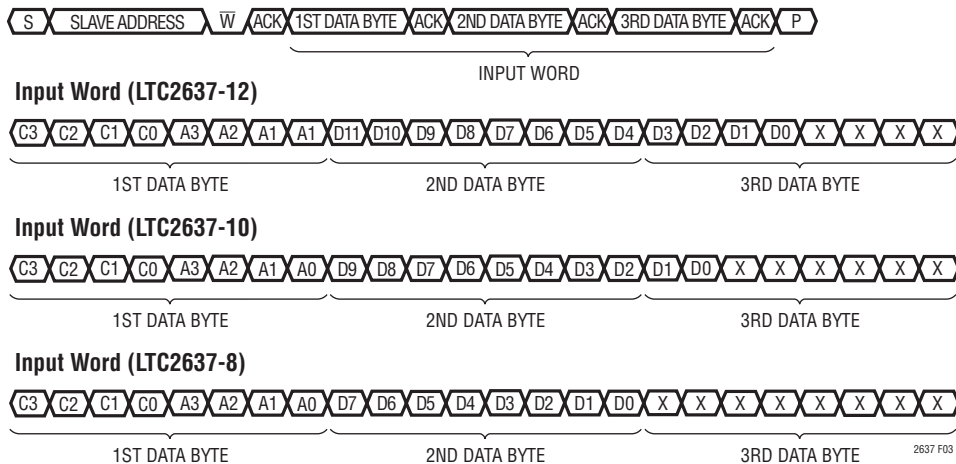 S SLAVE ADDRESS W ACK 1ST DATA BYTE ACK 2ND DATA BYTE ACK 3RD DATA BYTE ACK P
INPUT WORD
Input Word (LTC2637-12)
C3 C2 C1 C0 A3 A2 A1 A1 D11 D10 D9 D8 D7 D6 D5 D4 D3 D2 D1 D0 X X X X
1ST DATA BYTE 2ND DATA BYTE 3RD DATA BYTE
Input Word (LTC2637-10)
C3 C2 C1 C0 A3 A2 A1 A0 D9 D8 D7 D6 D5 D4 D3 D2 D1 D0 X X X X X X
1ST DATA BYTE 2ND DATA BYTE 3RD DATA BYTE
Input Word (LTC2637-8)
C3 C2 C1 C0 A3 A2 A1 A0 D7 D6 D5 D4 D3 D2 D1 D0 X X X X X X X X
1ST DATA BYTE 2ND DATA BYTE 3RD DATA BYTE 2637 F03